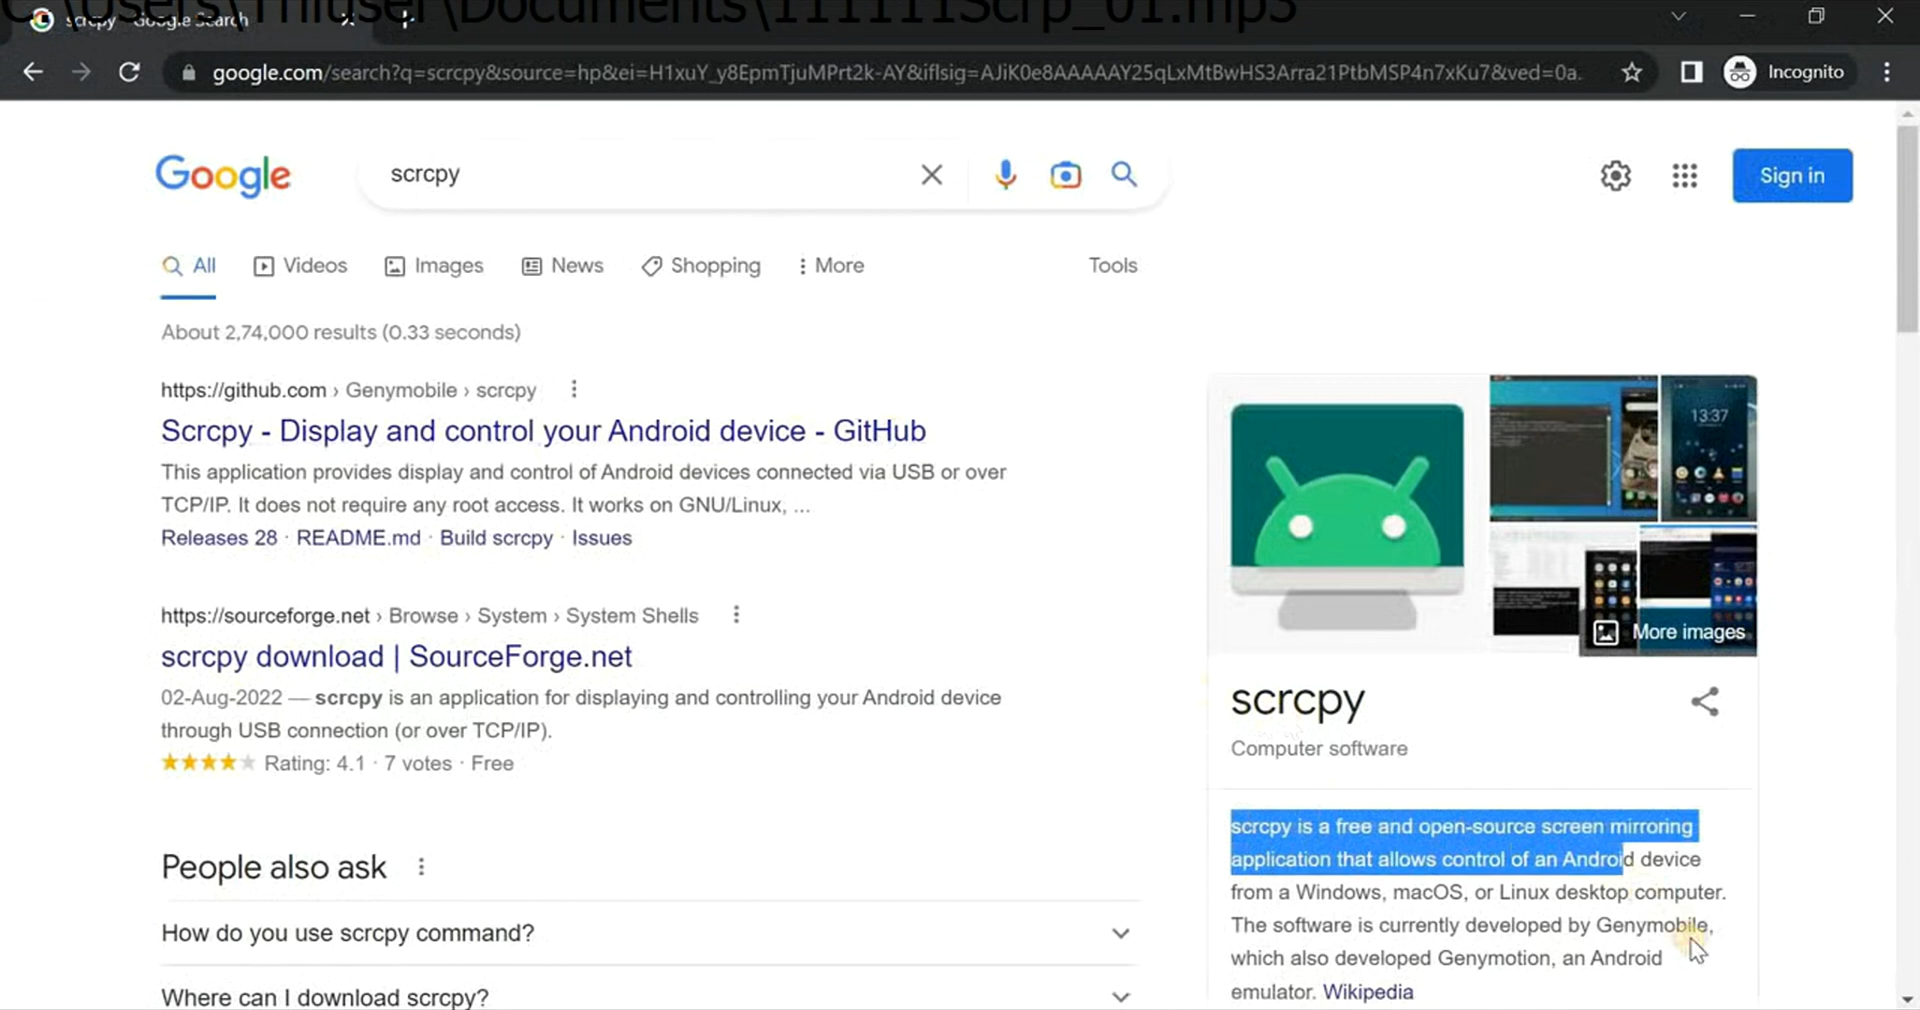 C:\Users\Thiuser\Documents\111111Scrp_01.mp3
scrcpy - Google Search
google.com/search?q=scrcpy&source=hp&ei=H1xuY_y8EpmTjuMPrt2k-AY&iflsig=AJiK0e8AAAAAY25qLxMtBwHS3Arra21PtbMSP4n7xKu7&ved=0a.
Incognito
Google
scrcpy
Sign in
All
Videos
Images
News
Shopping
More
Tools
About 2,74,000 results (0.33 seconds)
https://github.com › Genymobile › scrcpy
Scrcpy - Display and control your Android device - GitHub
This application provides display and control of Android devices connected via USB or over
TCP/IP. It does not require any root access. It works on GNU/Linux, ...
Releases 28 · README.md · Build scrcpy · Issues
https://sourceforge.net › Browse › System › System Shells
scrcpy download | SourceForge.net
02-Aug-2022 — scrcpy is an application for displaying and controlling your Android device
through USB connection (or over TCP/IP).
Rating: 4.1 · 7 votes · Free
People also ask
How do you use scrcpy command?
Where can I download scrcpy?
13:37
More images
scrcpy
Computer software
scrcpy is a free and open-source screen mirroring
application that allows control of an Android device
from a Windows, macOS, or Linux desktop computer.
The software is currently developed by Genymobile,
which also developed Genymotion, an Android
emulator. Wikipedia